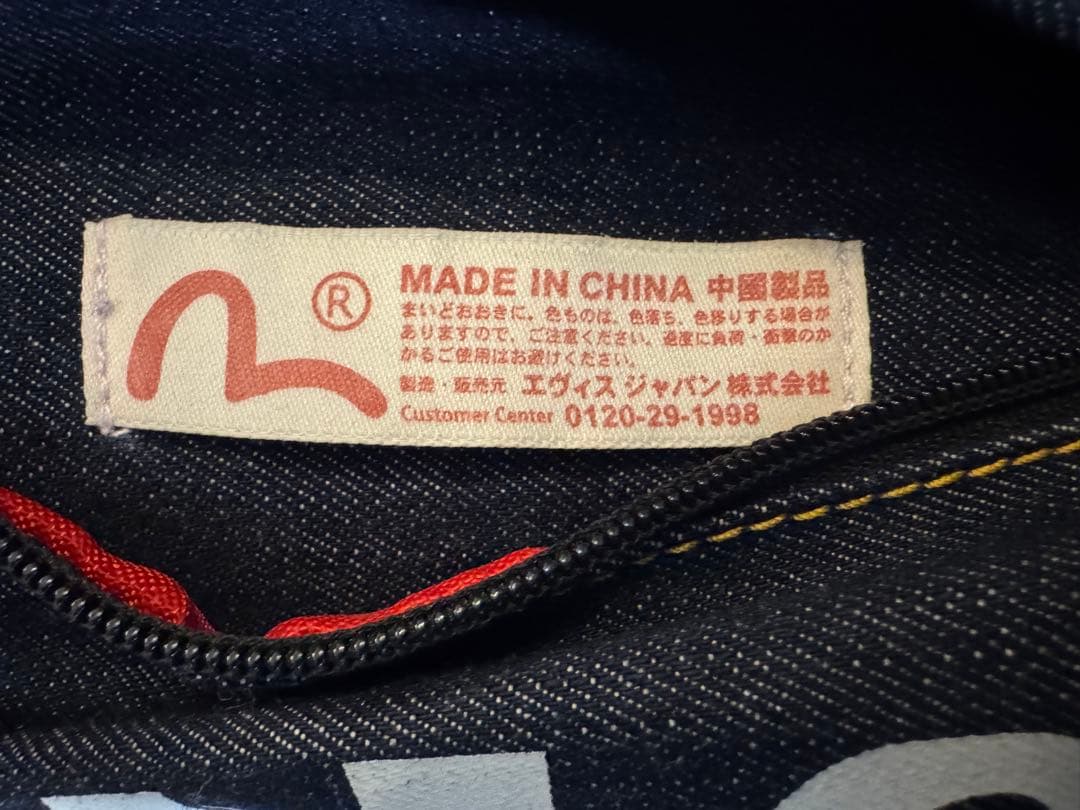 ®
MADE IN CHINA 中國製品
まいどおおきに。色ものは、色落ち、色移りする場合が
ありますので、ご注意ください。過度に負荷・衝撃のか
かるご使用はお避けください。
製造・販売元 エヴィス ジャパン 株式会社
Customer Center 0120-29-1998